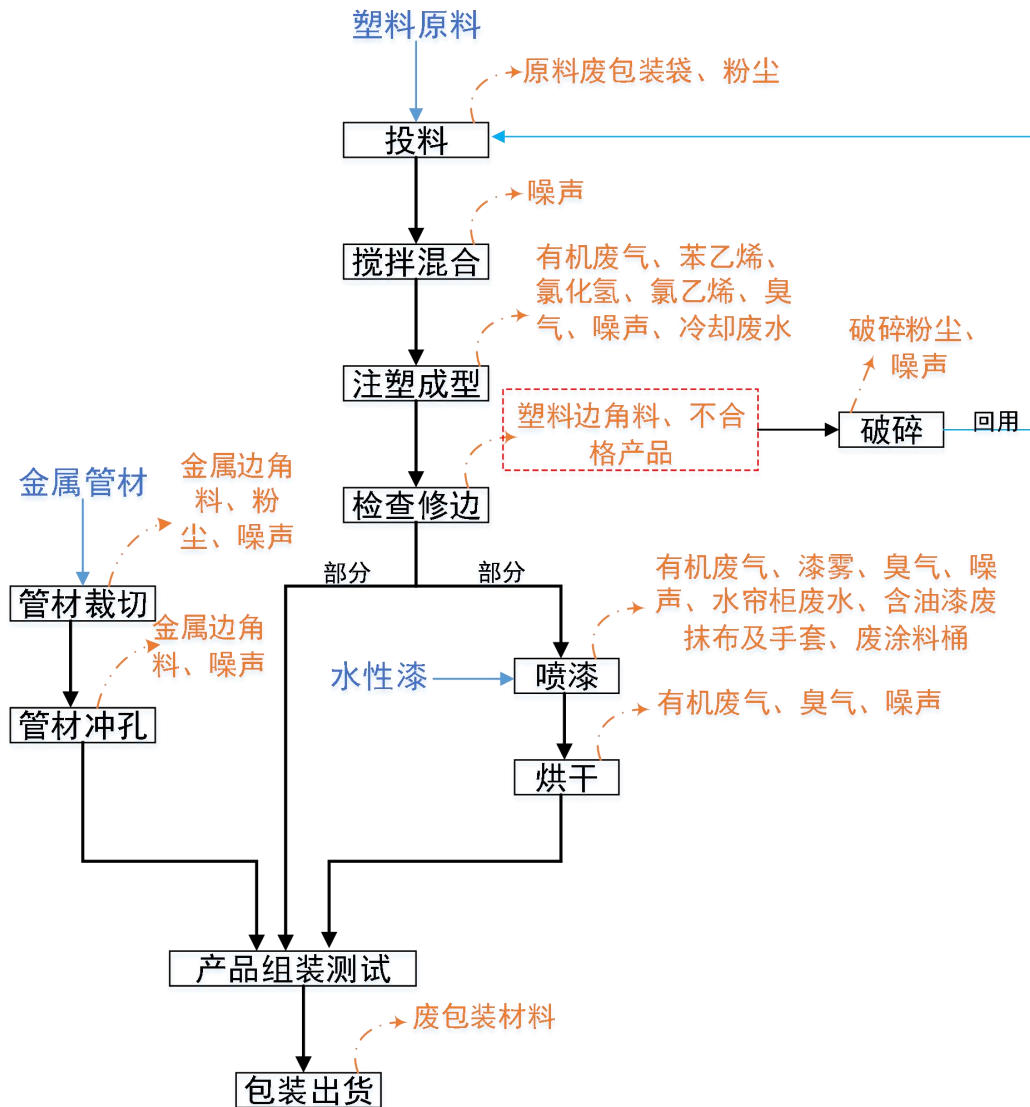 塑料原料
原料废包装袋、粉尘
投料
噪声
搅拌混合
有机废气、苯乙烯、
氯化氢、氯乙烯、臭
气、噪声、冷却废水
注塑成型
破碎粉尘、
噪声
塑料边角料、不合
格产品
破碎
回用
检查修边
金属管材
金属边角
料、粉
尘、噪声
管材裁切
金属边角
料、噪声
管材冲孔
部分
部分
有机废气、漆雾、臭气、噪
声、水帘柜废水、含油漆废
抹布及手套、废涂料桶
水性漆
喷漆
有机废气、臭气、噪声
烘干
产品组装测试
废包装材料
包装出货